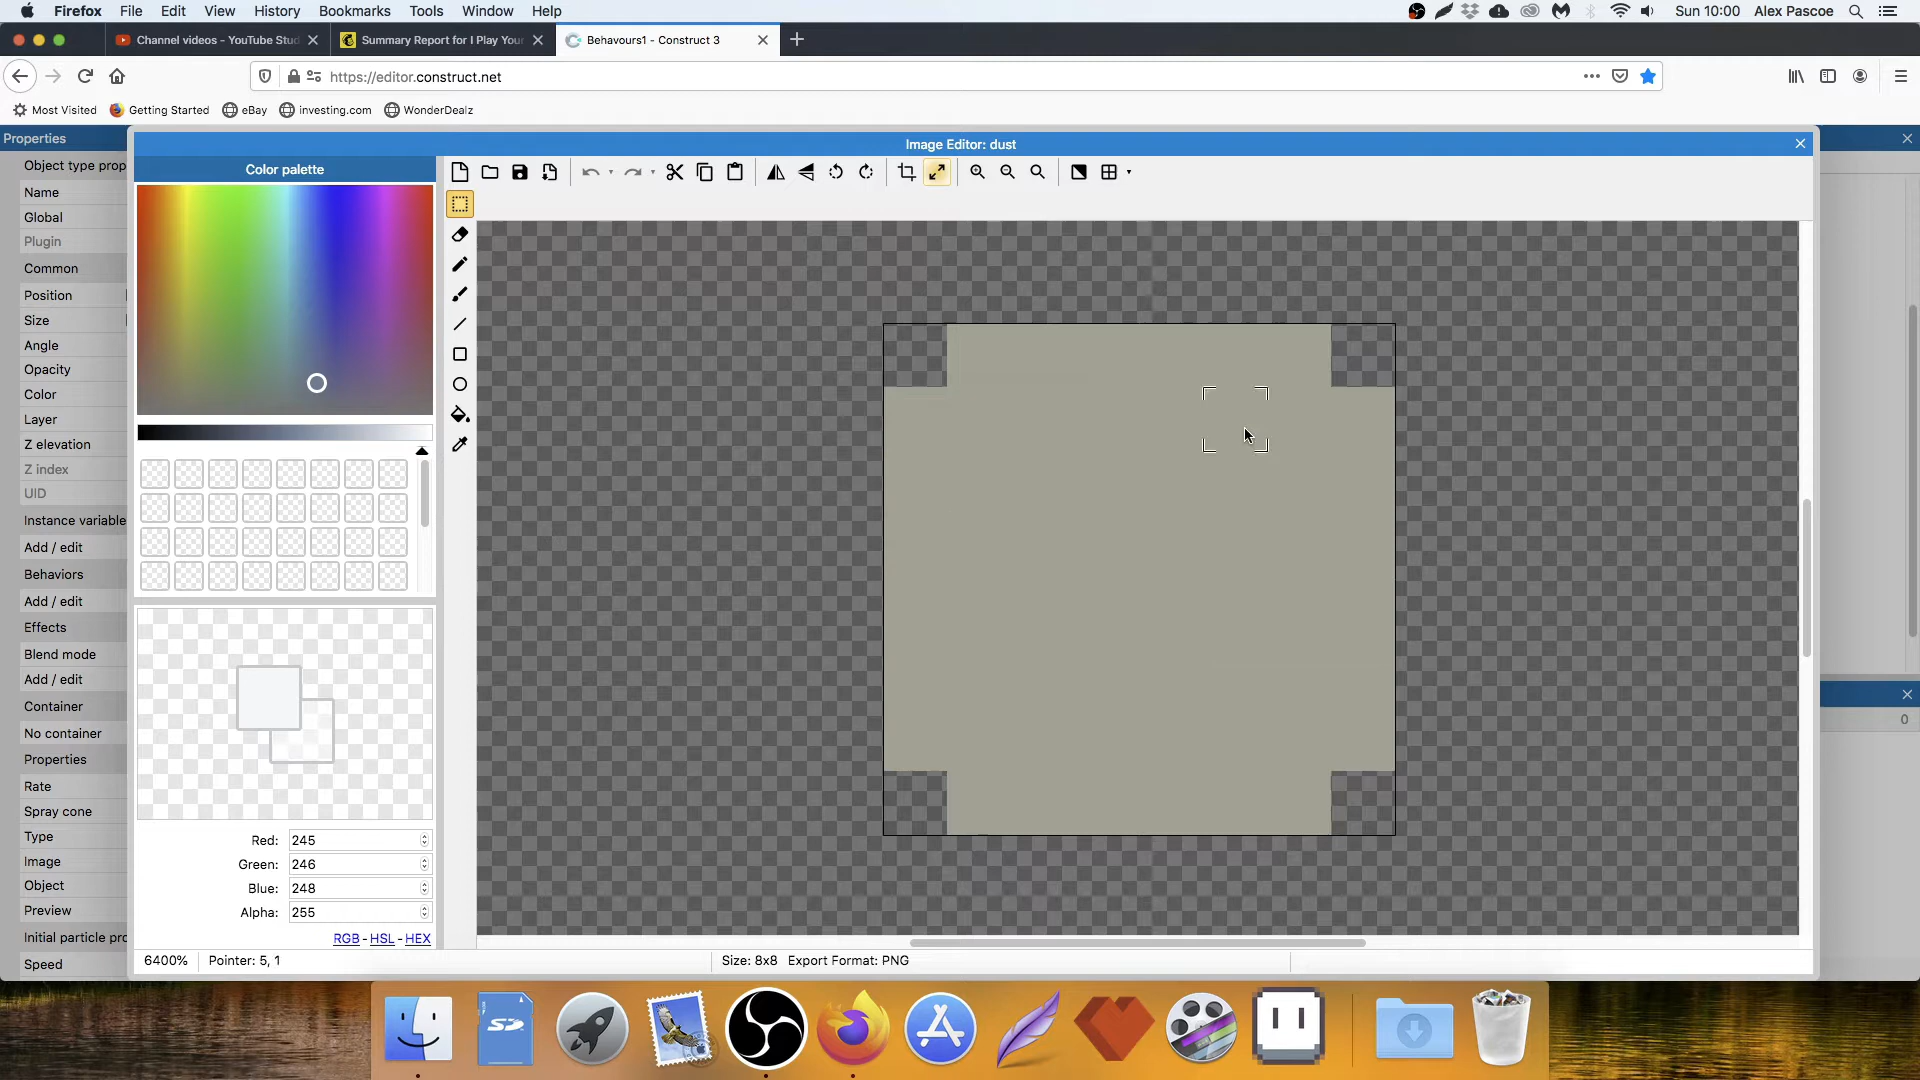 Firefox File Edit View History Bookmarks Tools Window Help Sun 10:00 Alex Pascoe
Channel videos - YouTube Stud
Summary Report for I Play Your
Behavours1 - Construct 3
https://editor.construct.net
Most Visited Getting Started eBay investing.com WonderDealz
Properties
Image Editor: dust
Object type prop
Name
Global
Plugin
Common
Position
Size
Angle
Opacity
Color
Layer
Z elevation
Z index
UID
Instance variable
Add / edit
Behaviors
Add / edit
Effects
Blend mode
Add / edit
Container
No container
Properties
Rate
Spray cone
Type
Image
Object
Preview
Initial particle pro
Speed
Color palette
Red: 245
Green: 246
Blue: 248
Alpha: 255
RGB - HSL - HEX
6400% Pointer: 5, 1
Size: 8x8 Export Format: PNG
0
SD